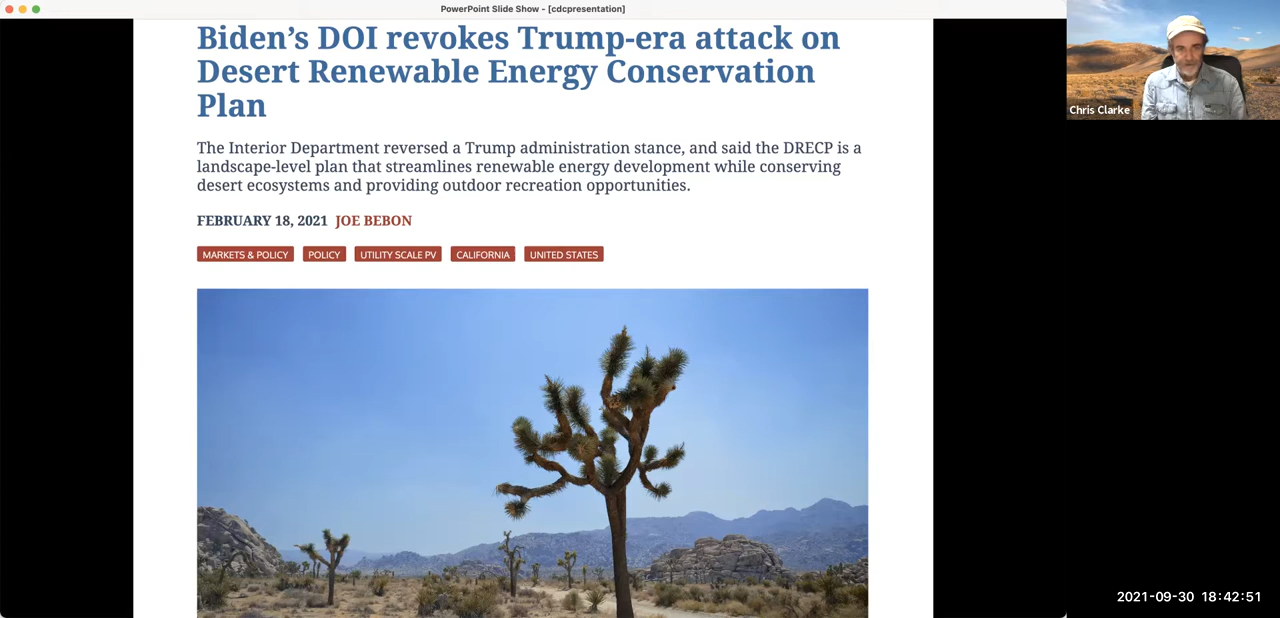 PowerPoint Slide Show - [cdcpresentation]
Biden’s DOI revokes Trump-era attack on
Desert Renewable Energy Conservation
Plan
The Interior Department reversed a Trump administration stance, and said the DRECP is a
landscape-level plan that streamlines renewable energy development while conserving
desert ecosystems and providing outdoor recreation opportunities.
FEBRUARY 18, 2021 JOE BEBON
MARKETS & POLICY POLICY UTILITY SCALE PV CALIFORNIA UNITED STATES
Chris Clarke
2021-09-30 18:42:51